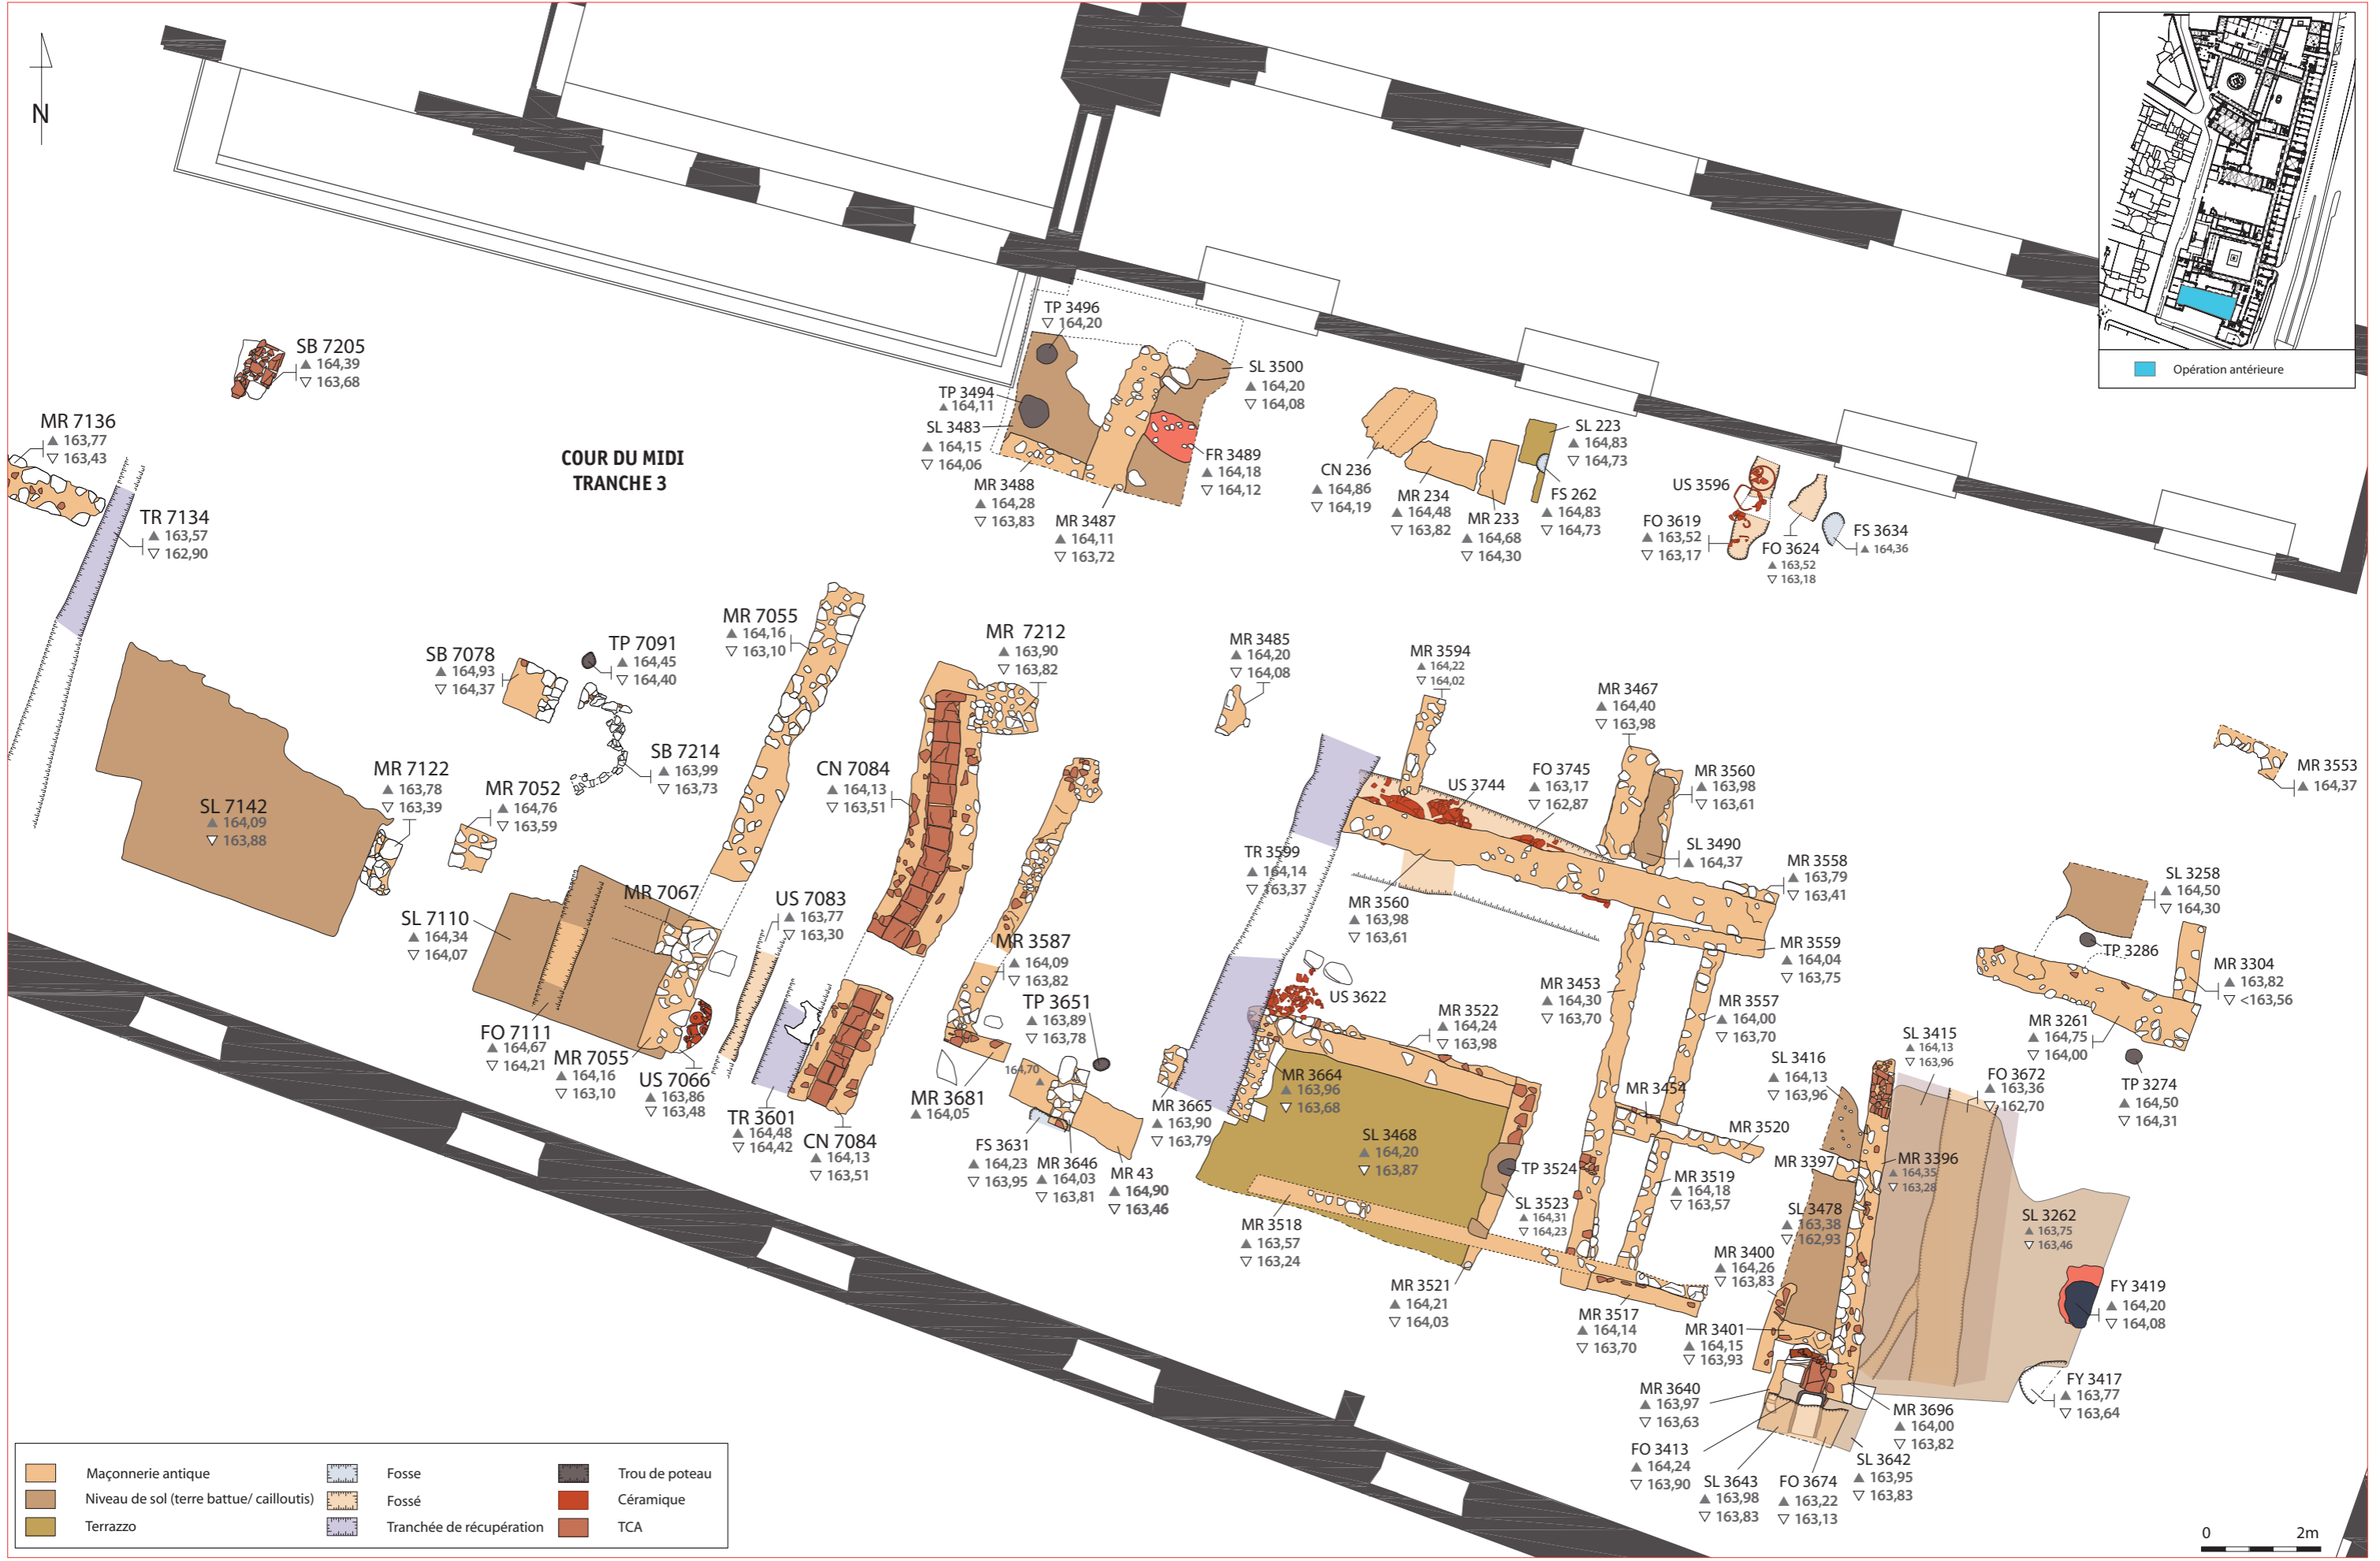 N
Opération antérieure
COUR DU MIDI
TRANCHE 3
SB 7205
▲ 164,39
▽ 163,68
MR 7136
▲ 163,77
▽ 163,43
TR 7134
▲ 163,57
▽ 162,90
TP 3496
▽ 164,20
TP 3494
▲ 164,11
SL 3483
▲ 164,15
▽ 164,06
MR 3488
▲ 164,28
▽ 163,83
MR 3487
▲ 164,11
▽ 163,72
SL 3500
▲ 164,20
▽ 164,08
FR 3489
▲ 164,18
▽ 164,12
CN 236
▲ 164,86
▽ 164,19
MR 234
▲ 164,48
▽ 163,82
MR 233
▲ 164,68
▽ 164,30
SL 223
▲ 164,83
▽ 164,73
FS 262
▲ 164,83
▽ 164,73
US 3596
FO 3619
▲ 163,52
▽ 163,17
FO 3624
▲ 163,52
▽ 163,18
FS 3634
▲ 164,36
SB 7078
▲ 164,93
▽ 164,37
TP 7091
▲ 164,45
▽ 164,40
SB 7214
▲ 163,99
▽ 163,73
MR 7055
▲ 164,16
▽ 163,10
MR 7212
▲ 163,90
▽ 163,82
MR 3485
▲ 164,20
▽ 164,08
MR 3594
▲ 164,22
▽ 164,02
MR 3467
▲ 164,40
▽ 163,98
MR 3560
▲ 163,98
▽ 163,61
MR 3553
▲ 164,37
SL 7142
▲ 164,09
▽ 163,88
MR 7122
▲ 163,78
▽ 163,39
MR 7052
▲ 164,76
▽ 163,59
CN 7084
▲ 164,13
▽ 163,51
US 3744
FO 3745
▲ 163,17
▽ 162,87
SL 3490
▲ 164,37
MR 3558
▲ 163,79
▽ 163,41
TR 3599
▲ 164,14
▽ 163,37
MR 3560
▲ 163,98
▽ 163,61
SL 3258
▲ 164,50
▽ 164,30
TP 3286
SL 7110
▲ 164,34
▽ 164,07
MR 7067
US 7083
▲ 163,77
▽ 163,30
MR 3587
▲ 164,09
▽ 163,82
TP 3651
▲ 163,89
▽ 163,78
US 3622
MR 3559
▲ 164,04
▽ 163,75
MR 3453
▲ 164,30
▽ 163,70
MR 3557
▲ 164,00
▽ 163,70
MR 3304
▲ 163,82
▽ <163,56
MR 3261
▲ 164,75
▽ 164,00
TP 3274
▲ 164,50
▽ 164,31
FO 7111
▲ 164,67
▽ 164,21
MR 7055
▲ 164,16
▽ 163,10
US 7066
▲ 163,86
▽ 163,48
TR 3601
▲ 164,48
▽ 164,42
CN 7084
▲ 164,13
▽ 163,51
MR 3681
▲ 164,05
164,70
▲
FS 3631
▲ 164,23
▽ 163,95
MR 3646
▲ 164,03
▽ 163,81
MR 43
▲ 164,90
▽ 163,46
MR 3665
▲ 163,90
▽ 163,79
MR 3664
▲ 163,96
▽ 163,68
MR 3522
▲ 164,24
▽ 163,98
SL 3468
▲ 164,20
▽ 163,87
TP 3524
SL 3523
▲ 164,31
▽ 164,23
MR 3518
▲ 163,57
▽ 163,24
MR 3521
▲ 164,21
▽ 164,03
MR 3454
MR 3520
MR 3519
▲ 164,18
▽ 163,57
MR 3517
▲ 164,14
▽ 163,70
SL 3416
▲ 164,13
▽ 163,96
SL 3415
▲ 164,13
▽ 163,96
FO 3672
▲ 163,36
▽ 162,70
MR 3397
MR 3396
▲ 164,35
▽ 163,28
SL 3478
▲ 163,38
▽ 162,93
MR 3400
▲ 164,26
▽ 163,83
MR 3401
▲ 164,15
▽ 163,93
SL 3262
▲ 163,75
▽ 163,46
FY 3419
▲ 164,20
▽ 164,08
FY 3417
▲ 163,77
▽ 163,64
MR 3640
▲ 163,97
▽ 163,63
MR 3696
▲ 164,00
▽ 163,82
FO 3413
▲ 164,24
▽ 163,90
SL 3643
▲ 163,98
▽ 163,83
FO 3674
▲ 163,22
▽ 163,13
SL 3642
▲ 163,95
▽ 163,83
Maçonnerie antique
Niveau de sol (terre battue/ cailloutis)
Terrazzo
Fosse
Fossé
Tranchée de récupération
Trou de poteau
Céramique
TCA
0 2m